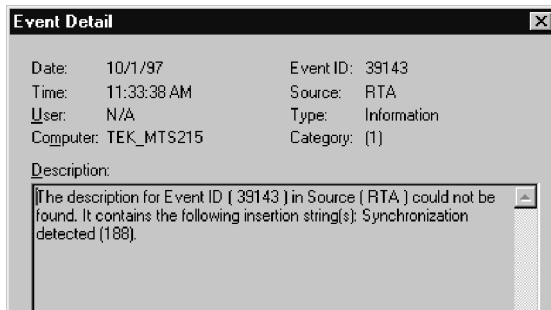 Event Detail
Date: 10/1/97 Event ID: 39143
Time: 11:33:38 AM Source: RTA
User: N/A Type: Information
Computer: TEK_MTS215 Category: (1)
Description:
The description for Event ID ( 39143 ) in Source ( RTA ) could not be
found. It contains the following insertion string(s): Synchronization
detected (188).